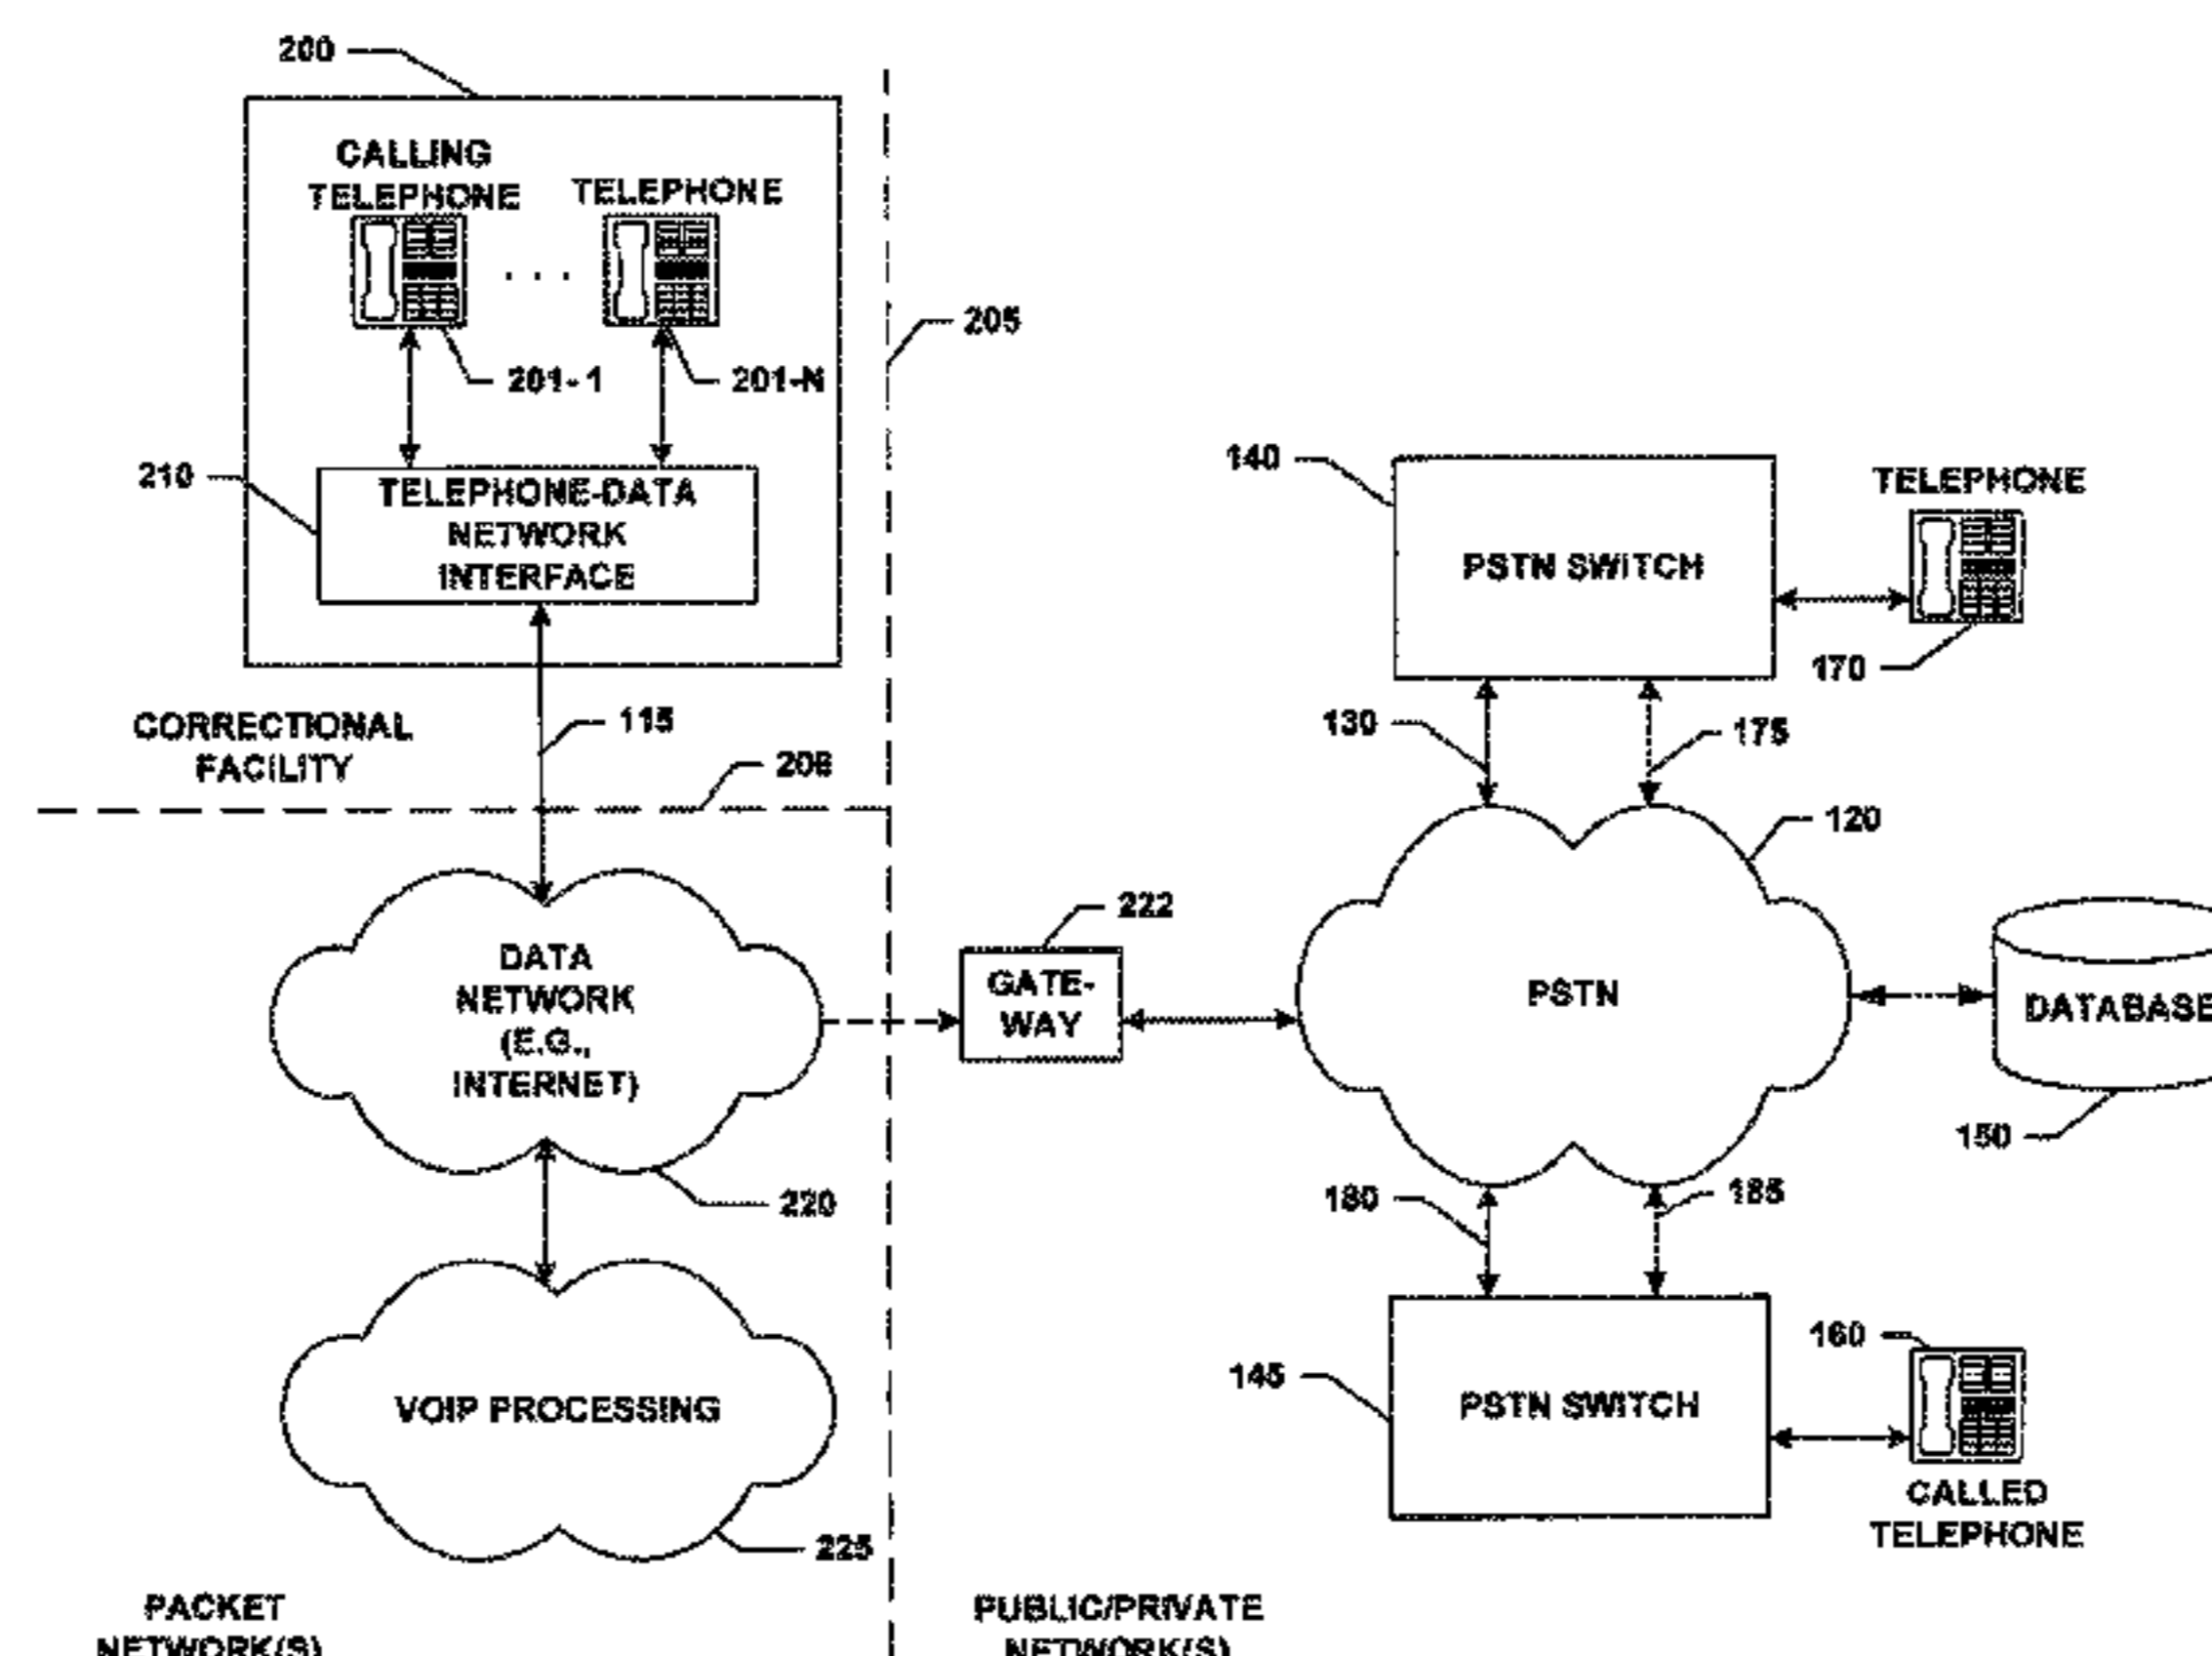 200
CALLING
TELEPHONE
TELEPHONE
. . .
205
201-1
201-N
210
TELEPHONE-DATA
NETWORK
INTERFACE
140
PSTN SWITCH
TELEPHONE
170
CORRECTIONAL
FACILITY
115
208
130
175
120
DATA
NETWORK
(E.G.,
INTERNET)
222
GATE-
WAY
PSTN
DATABASE
150
220
180
185
VOIP PROCESSING
225
145
PSTN SWITCH
160
CALLED
TELEPHONE
PACKET
NETWORK(S)
PUBLIC/PRIVATE
NETWORK(S)